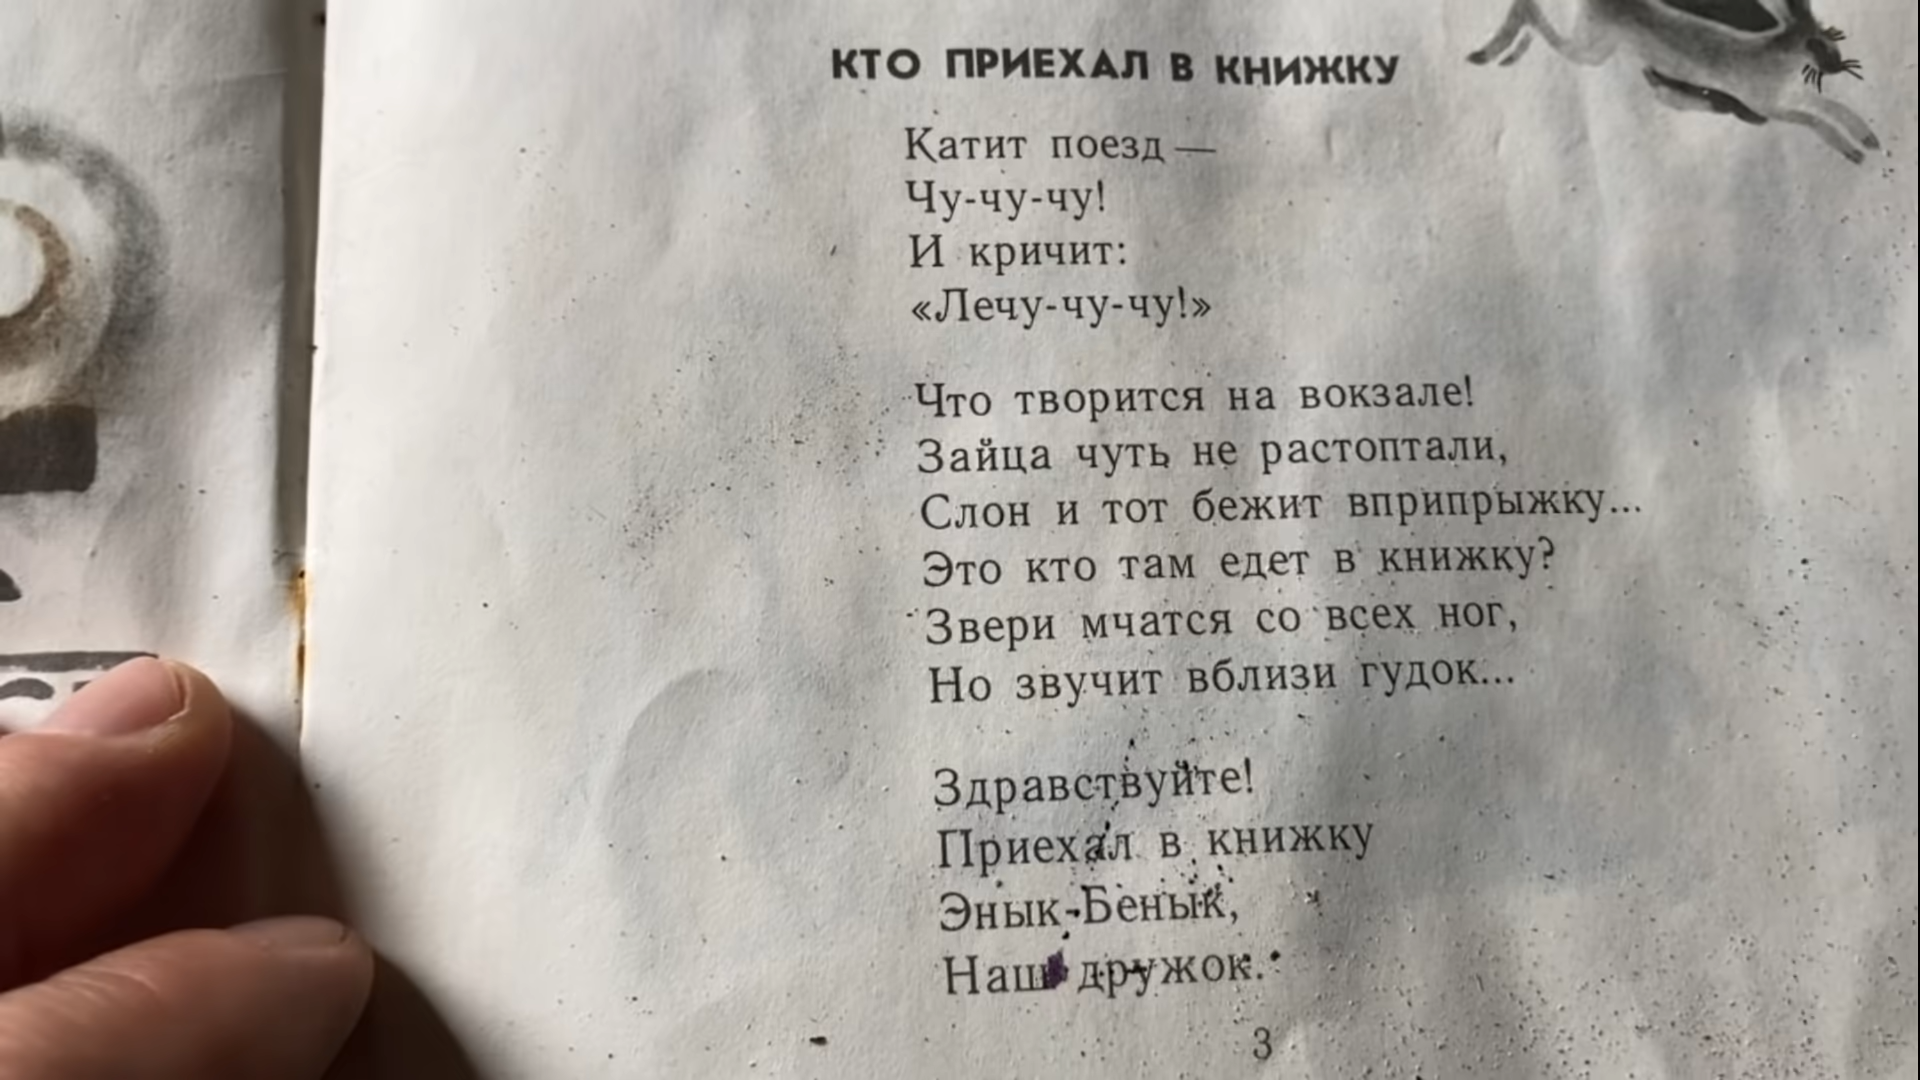 КТО ПРИЕХАЛ В КНИЖКУ
Катит поезд —
Чу-чу-чу!
И кричит:
«Лечу-чу-чу!»
Что творится на вокзале!
Зайца чуть не растоптали,
Слон и тот бежит вприпрыжку...
Это кто там едет в книжку?
Звери мчатся со всех ног,
Но звучит вблизи гудок...
Здравствуйте!
Приехал в книжку
Энык-Бенык,
Наш дружок.
3